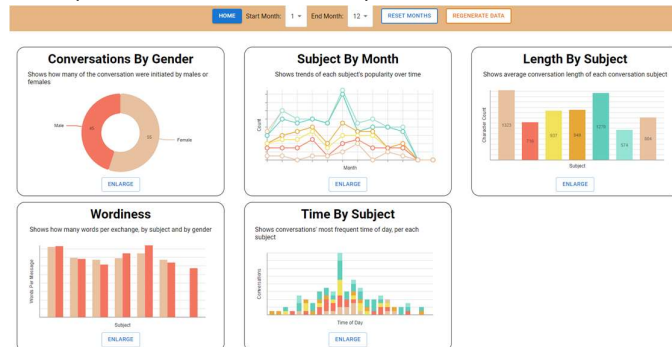 HOME Start Month: 1 End Month: 12 RESET MONTHS REGENERATE DATA
Conversations By Gender
Shows how many of the conversation were initiated by males or
females
Male
45
55
Female
ENLARGE
Subject By Month
Shows trends of each subject's popularity over time
Count
Month
ENLARGE
Length By Subject
Shows average conversation length of each conversation subject
Character Count
Subject
ENLARGE
Wordiness
Shows how many words per exchange, by subject and by gender
Words Per Message
Subject
ENLARGE
Time By Subject
Shows conversations' most frequent time of day, per each
subject
Conversations
Time of Day
ENLARGE